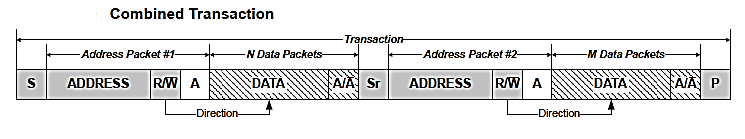 Combined Transaction
Transaction
Address Packet #1 N Data Packets Address Packet #2 M Data Packets
S ADDRESS R/W̅ A DATA A/A̅ Sr ADDRESS R/W̅ A DATA A/A̅ P
Direction Direction